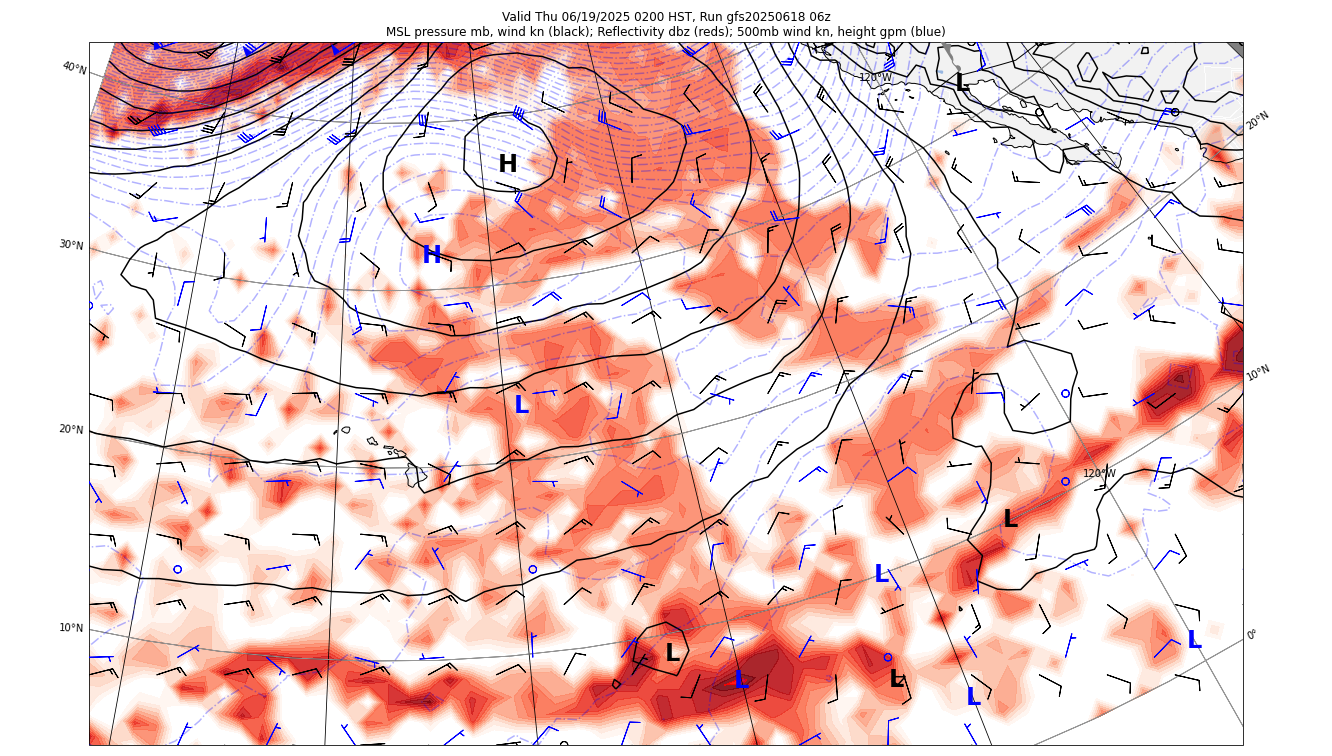 Valid Thu 06/19/2025 0200 HST, Run gfs20250618 06z
MSL pressure mb, wind kn (black); Reflectivity dbz (reds); 500mb wind kn, height gpm (blue)
40°N
120°W
L
20°N
H
30°N
H
10°N
L
20°N
120°W
L
L
10°N
L
0°
L
L
L
L